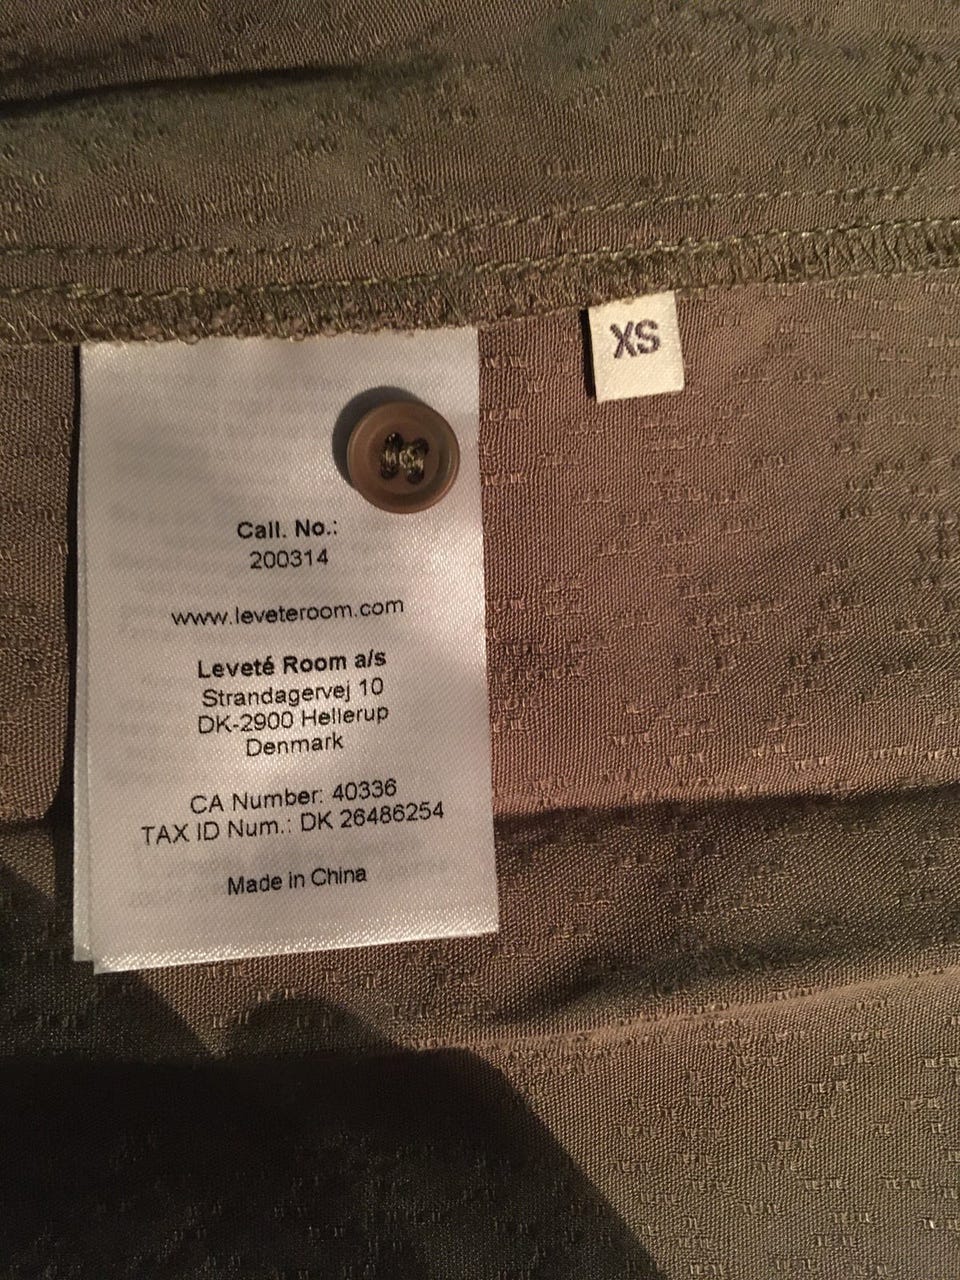 XS
Call. No.:
200314
www.leveteroom.com
Leveté Room a/s
Strandagervej 10
DK-2900 Hellerup
Denmark
CA Number: 40336
TAX ID Num.: DK 26486254
Made in China